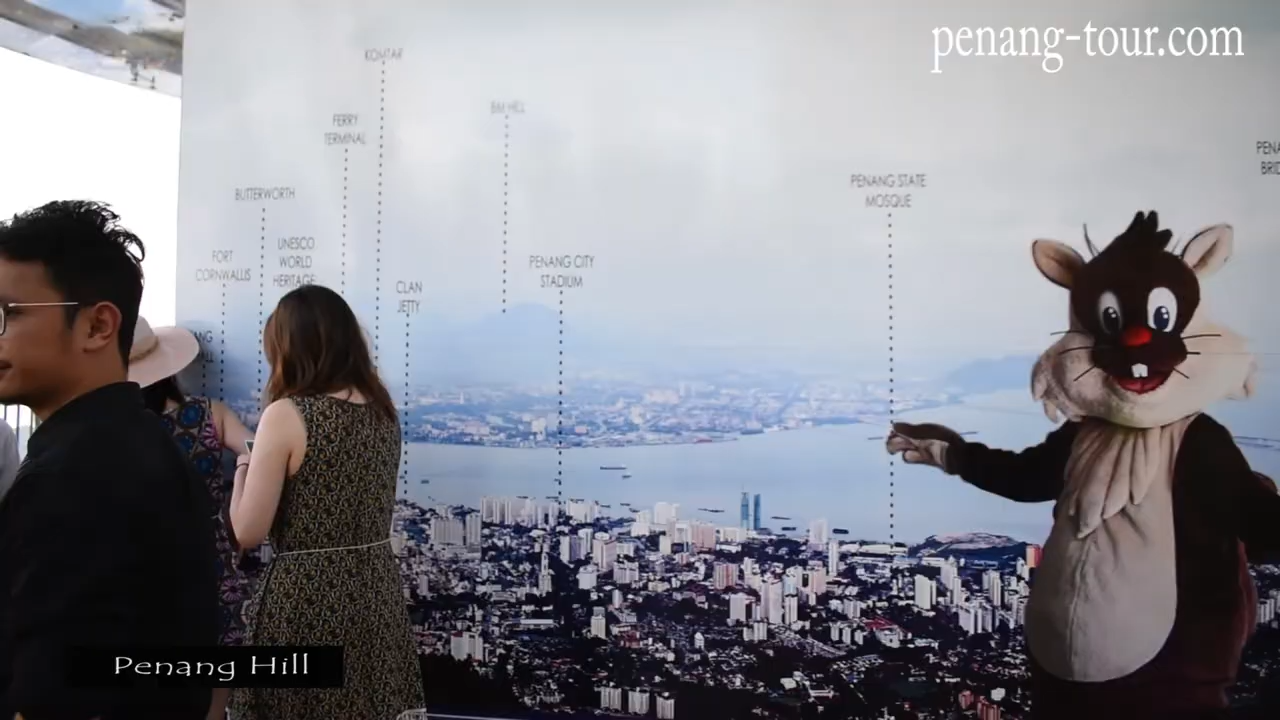 penang-tour.com
KOMTAR
BM HILL
FERRY
TERMINAL
PENANG STATE
MOSQUE
BUTTERWORTH
UNESCO
WORLD
HERITAGE
FORT
CORNWALLIS
PENANG CITY
STADIUM
CLAN
JETTY
Penang Hill